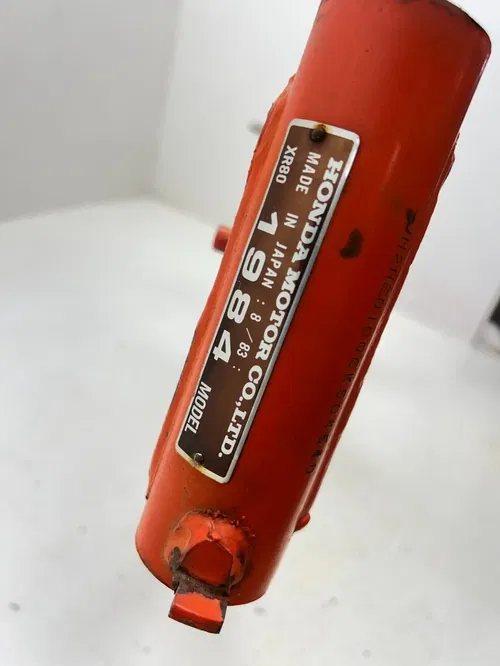 HONDA MOTOR CO.,LTD.
MADE IN JAPAN : 8 / 83 :
XR80 1984 MODEL